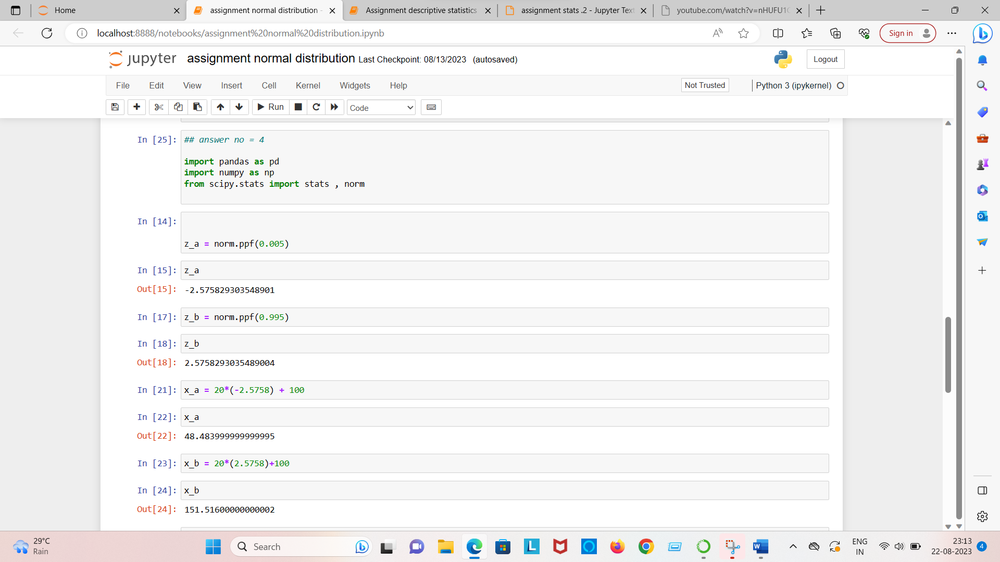 Home
assignment normal distribution -
Assignment descriptive statistics
assignment stats .2 - Jupyter Text
youtube.com/watch?v=nHUFU1C
localhost:8888/notebooks/assignment%20normal%20distribution.ipynb
Sign in
jupyter assignment normal distribution Last Checkpoint: 08/13/2023 (autosaved)
Logout
File Edit View Insert Cell Kernel Widgets Help
Not Trusted
Python 3 (ipykernel)
Run
Code
In [25]: ## answer no = 4
import pandas as pd
import numpy as np
from scipy.stats import stats , norm
In [14]:
z_a = norm.ppf(0.005)
In [15]: z_a
Out[15]: -2.575829303548901
In [17]: z_b = norm.ppf(0.995)
In [18]: z_b
Out[18]: 2.5758293035489004
In [21]: x_a = 20*(-2.5758) + 100
In [22]: x_a
Out[22]: 48.483999999999995
In [23]: x_b = 20*(2.5758)+100
In [24]: x_b
Out[24]: 151.51600000000002
29°C
Rain
Search
ENG
IN
23:13
22-08-2023
4